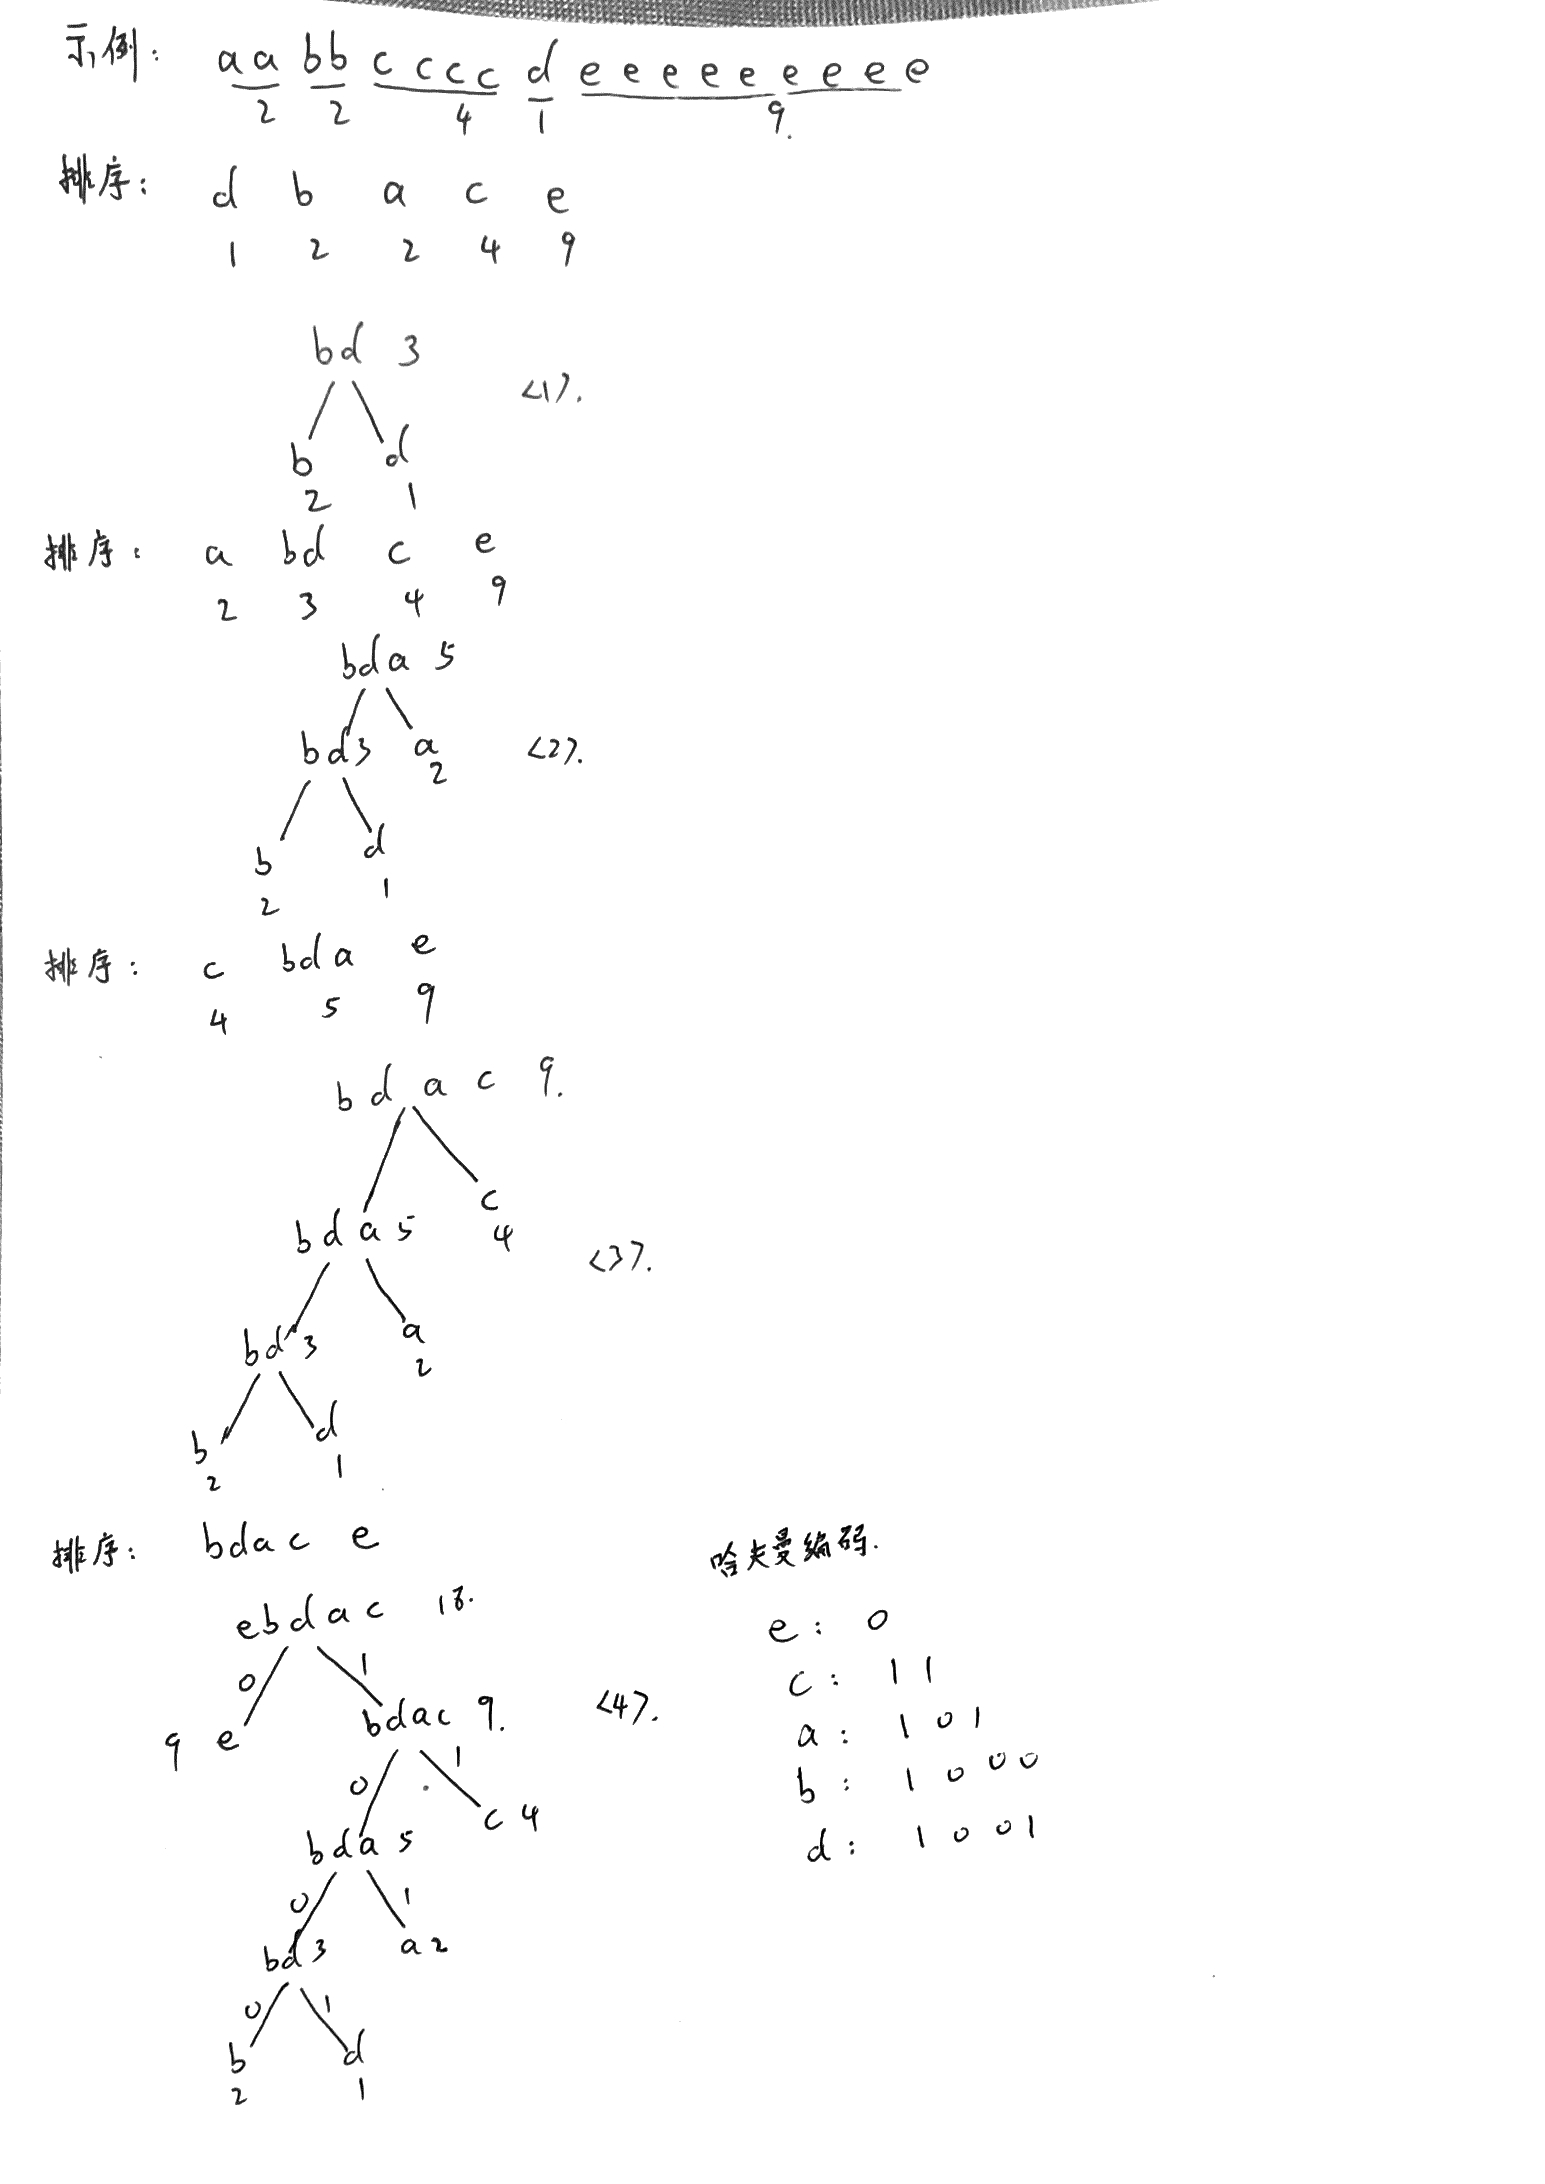 示例: aa bb cccc d eeeeeeeee
2 2 4 1 9.
排序: d b a c e
1 2 2 4 9
bd 3
<1>.
b d
2 1
排序: a bd c e
2 3 4 9
bda 5
bd3 a
2
<2>.
b d
2 1
排序: c bda e
4 5 9
bdac 9.
c
4
bda5
<3>.
bd3 a
2
b d
2 1
排序: bdac e
ebdac 18.
0 1
9 e bdac 9.
<4>.
0 1
bda5 c4
0 1
bd3 a2
0 1
b d
2 1
哈夫曼编码.
e: 0
c: 11
a: 101
b: 1000
d: 1001